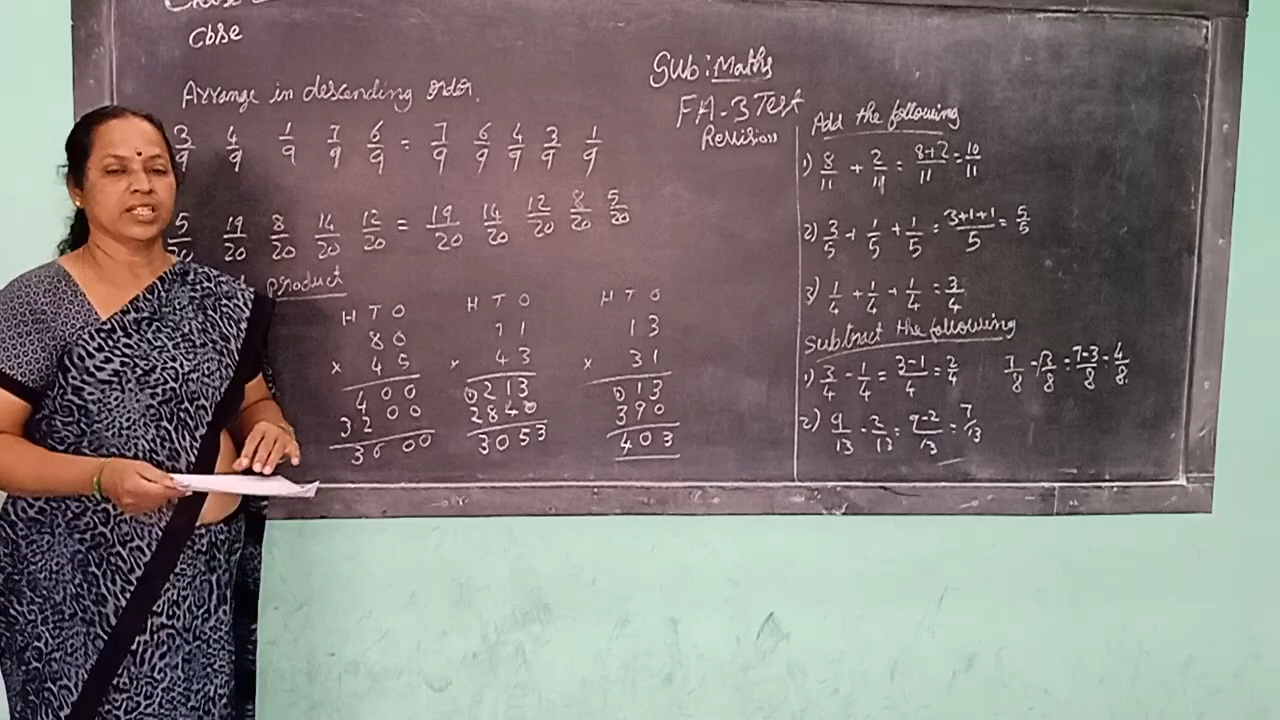 cbse
Sub: Maths
FA-3 Test
Revision
Arrange in descending order.
3/9 4/9 1/9 7/9 6/9 = 7/9 6/9 4/9 3/9 1/9
5/20 19/20 8/20 14/20 12/20 = 19/20 14/20 12/20 8/20 5/20
product
H T O
80
× 45
400
3200
3600
H T O
71
× 43
0213
2840
3053
H T O
13
× 31
013
390
403
Add the following
1) 8/11 + 2/11 = 8+2/11 = 10/11
2) 3/5 + 1/5 + 1/5 = 3+1+1/5 = 5/5
3) 1/4 + 1/4 + 1/4 = 3/4
Subtract the following
1) 3/4 - 1/4 = 3-1/4 = 2/4 7/8 - 3/8 = 7-3/8 = 4/8
2) 9/13 - 2/13 = 9-2/13 = 7/13